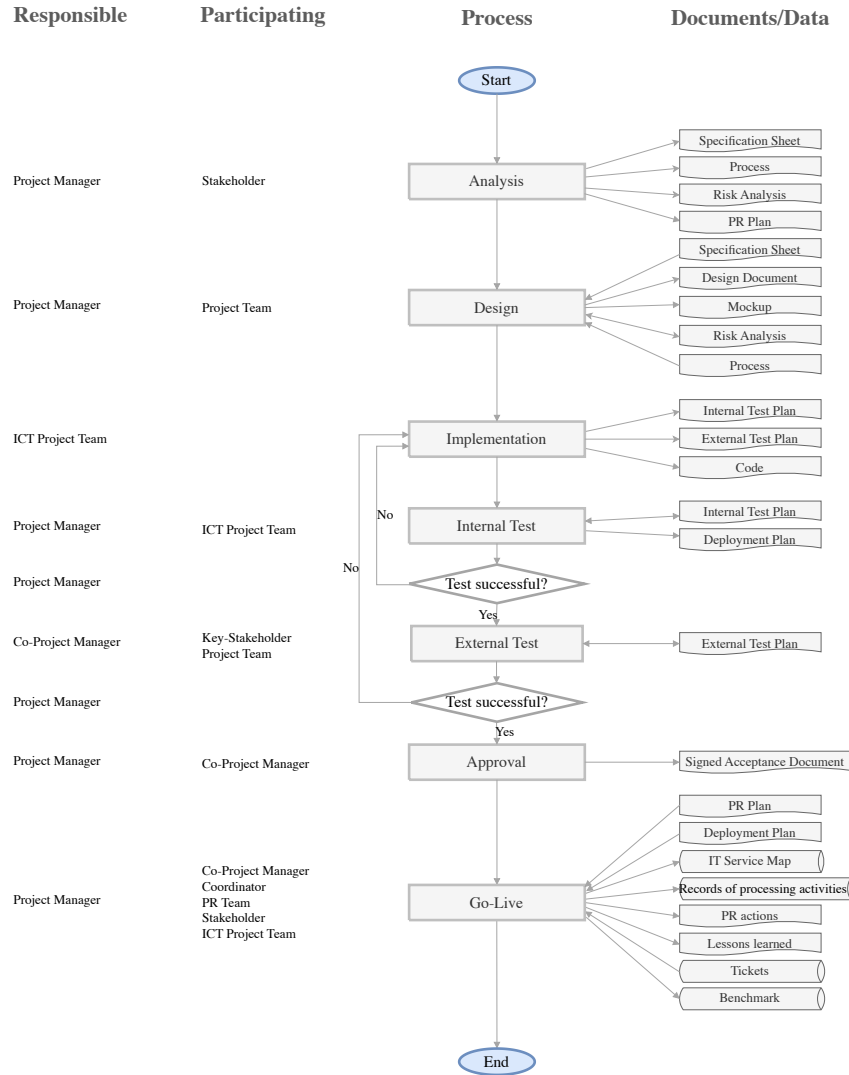 Responsible
Participating
Process
Documents/Data
Start
Project Manager
Stakeholder
Analysis
Specification Sheet
Process
Risk Analysis
PR Plan
Project Manager
Project Team
Design
Specification Sheet
Design Document
Mockup
Risk Analysis
Process
ICT Project Team
Implementation
Internal Test Plan
External Test Plan
Code
Project Manager
ICT Project Team
No
Internal Test
Internal Test Plan
Deployment Plan
Project Manager
No
Test successful?
Yes
Co-Project Manager
Key-Stakeholder
Project Team
External Test
External Test Plan
Project Manager
Test successful?
Yes
Project Manager
Co-Project Manager
Approval
Signed Acceptance Document
Project Manager
Co-Project Manager
Coordinator
PR Team
Stakeholder
ICT Project Team
Go-Live
PR Plan
Deployment Plan
IT Service Map
Records of processing activities
PR actions
Lessons learned
Tickets
Benchmark
End